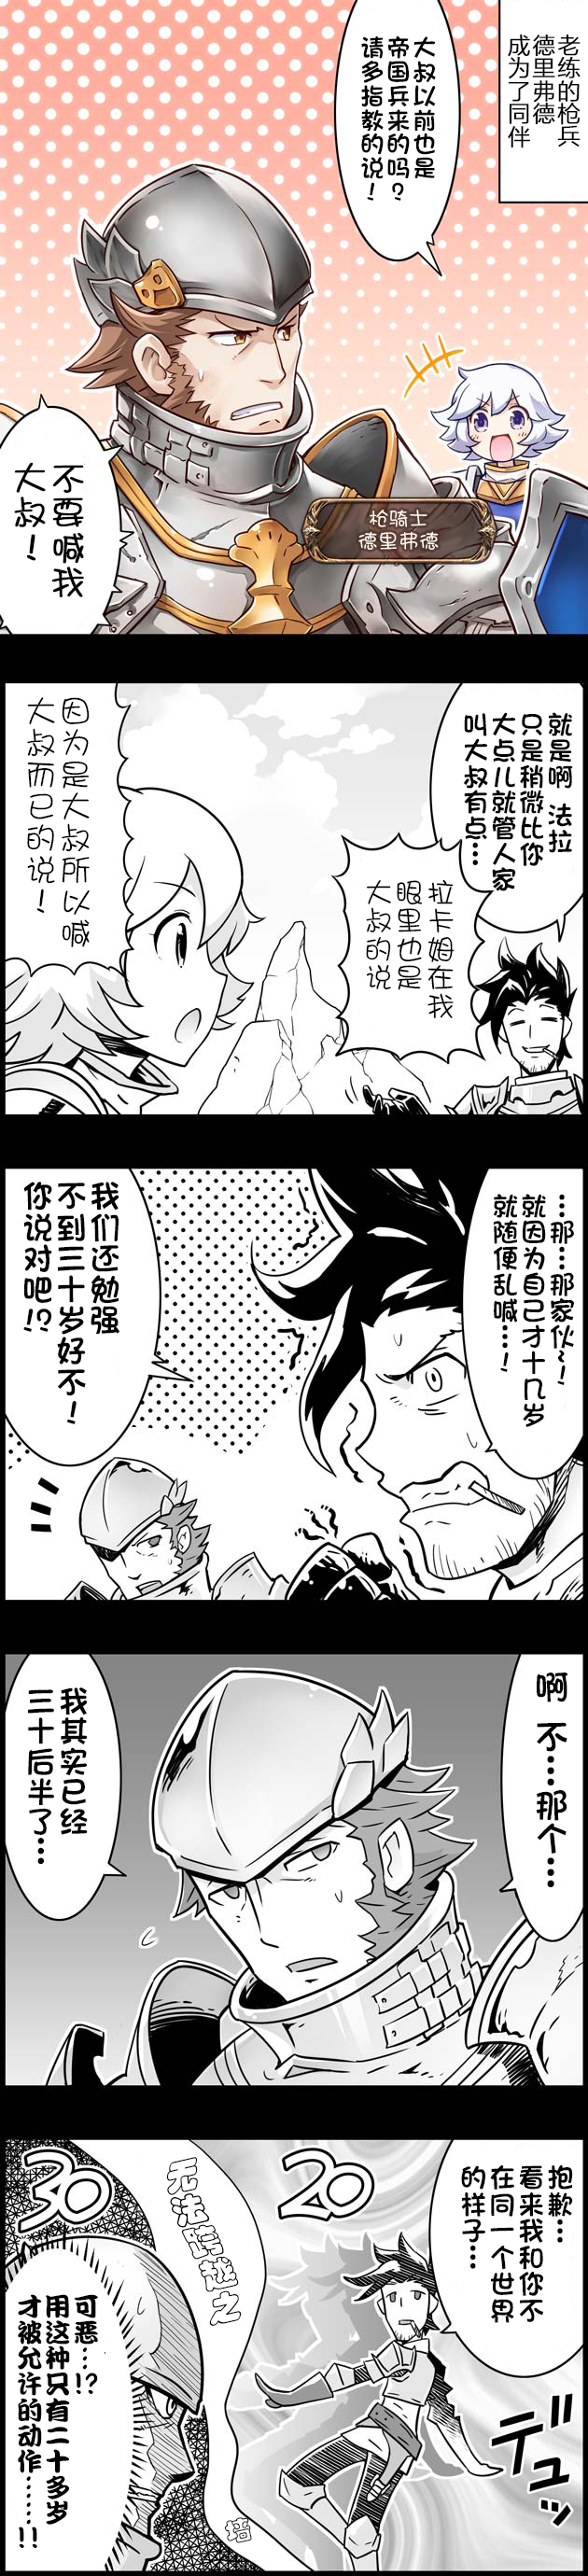 老练的枪兵
德里弗德
成为了同伴
大叔以前也是
帝国兵来的吗？
请多指教的说！
不要喊我
大叔！
枪骑士
德里弗德
就是啊 法拉
只是稍微比你
大点儿就管人家
叫大叔有点…
拉卡姆在我
眼里也是
大叔的说
因为是大叔所以喊
大叔而已的说！
…那…那家伙~！
就因为自己才十几岁
就随便乱喊…！
我们还勉强
不到三十岁好不！
你说对吧!?
啊 不…那个…
我其实已经
三十后半了…
抱歉…
看来我和你不
在同一个世界
的样子…
20
30
无法跨越之
墙
デュッ
可恶…!?
用这种只有二十多岁
才被允许的动作……!!